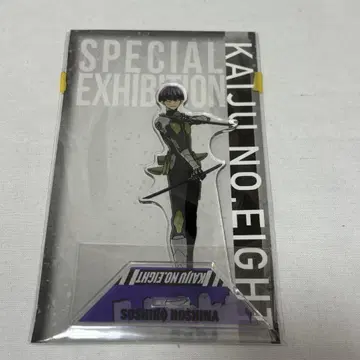 SPECIAL
EXHIBITION
KAIJU NO.EIGHT
KAIJU NO.EIGHT
SOSHIRO HOSHINA